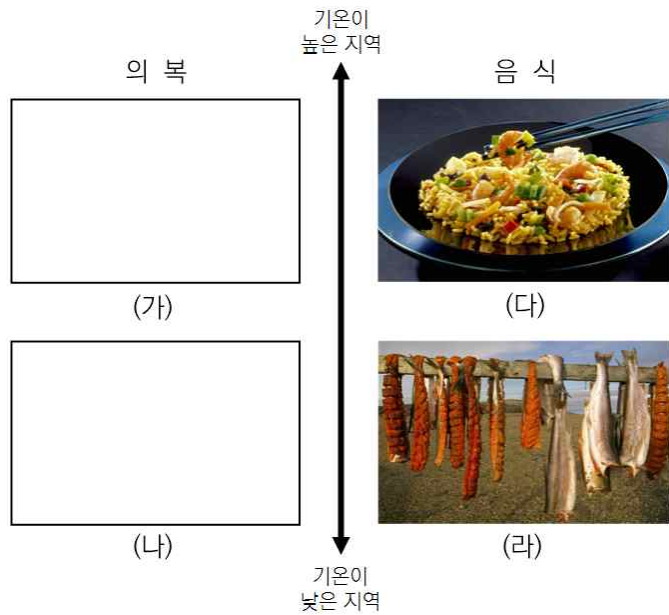 기온이
높은 지역
의 복
음 식
(가)
(다)
(나)
(라)
기온이
낮은 지역